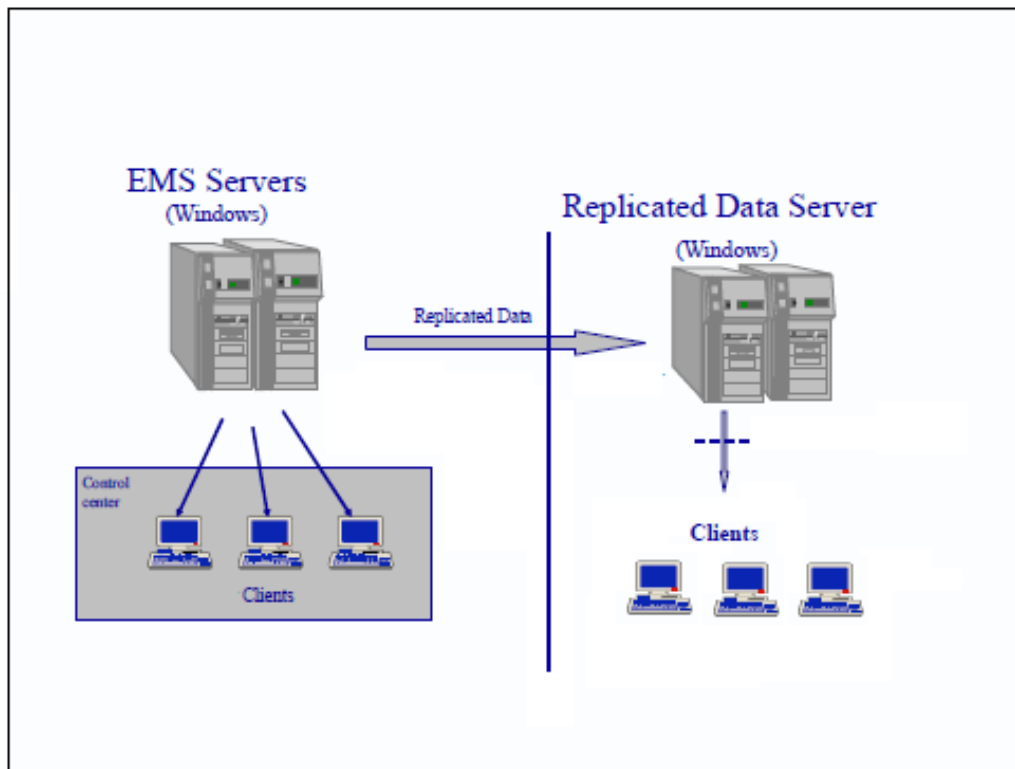 EMS Servers
(Windows)
Replicated Data Server
(Windows)
Replicated Data
Control
center
Clients
Clients